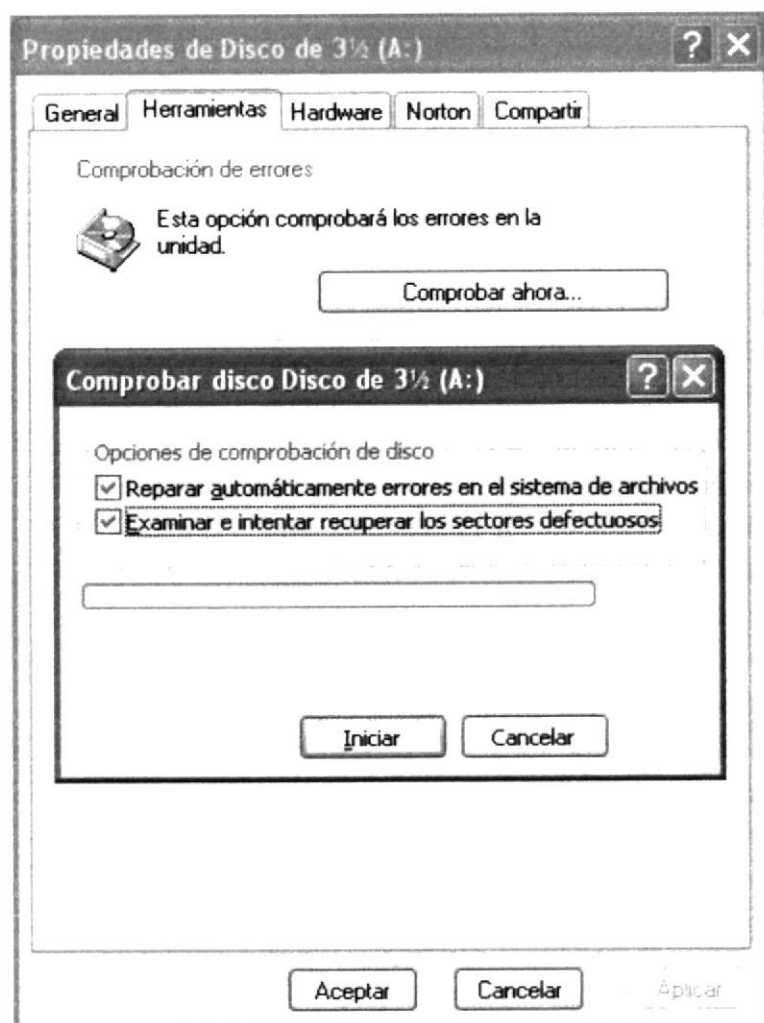 Propiedades de Disco de 3½ (A:)
General Herramientas Hardware Norton Compartir
Comprobación de errores
Esta opción comprobará los errores en la
unidad.
Comprobar ahora...
Comprobar disco Disco de 3½ (A:)
Opciones de comprobación de disco
Reparar automáticamente errores en el sistema de archivos
Examinar e intentar recuperar los sectores defectuosos
Iniciar Cancelar
Aceptar Cancelar Aplicar